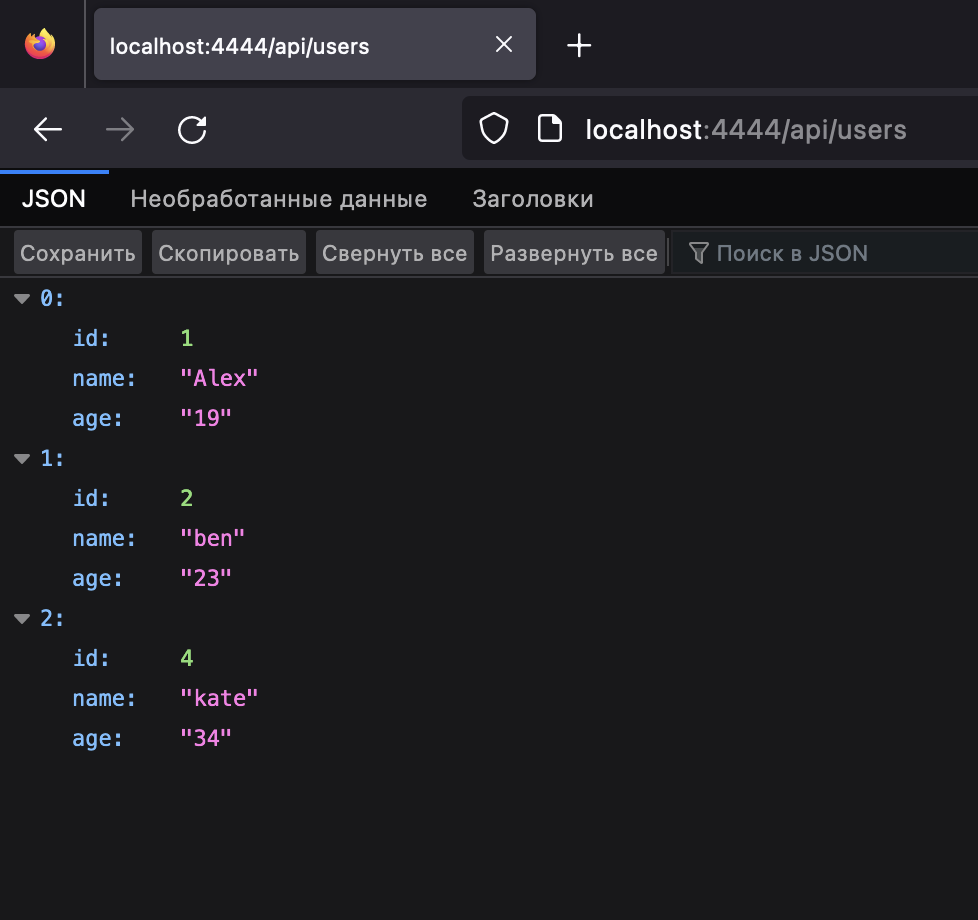 localhost:4444/api/users
localhost:4444/api/users
JSON Необработанные данные Заголовки
Сохранить Скопировать Свернуть все Развернуть все Поиск в JSON
0:
id: 1
name: "Alex"
age: "19"
1:
id: 2
name: "ben"
age: "23"
2:
id: 4
name: "kate"
age: "34"